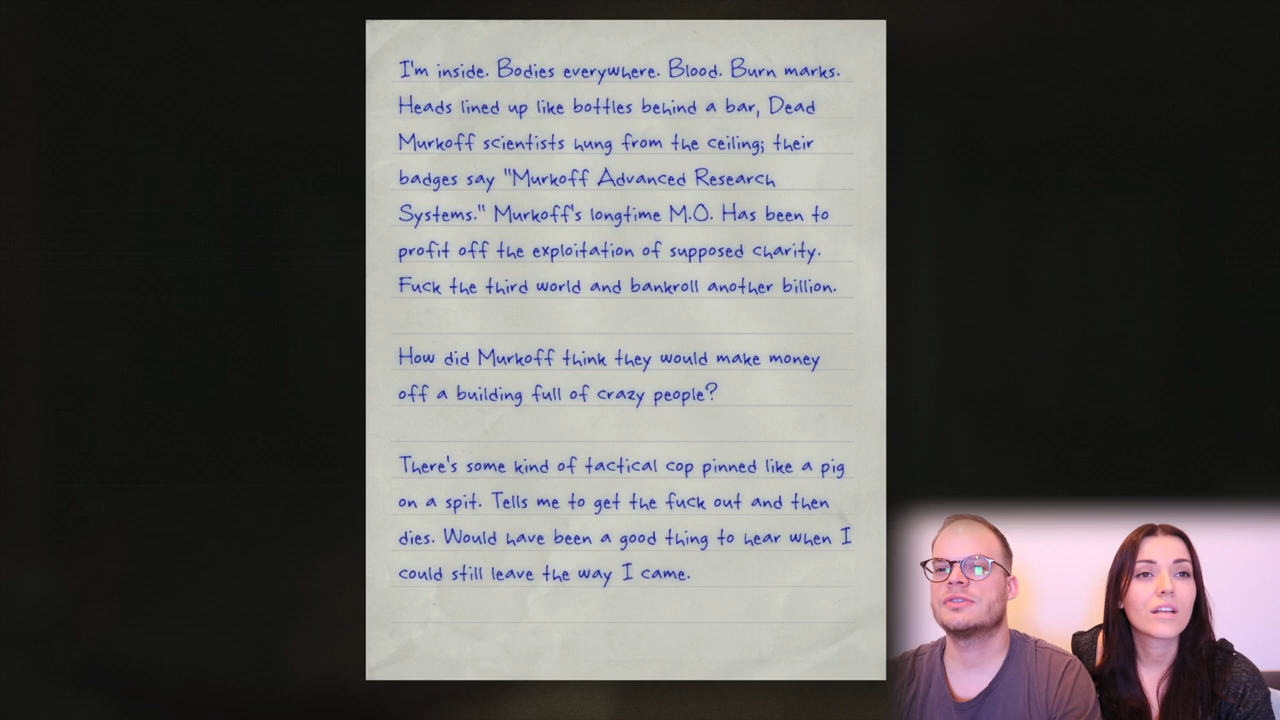 I'm inside. Bodies everywhere. Blood. Burn marks.
Heads lined up like bottles behind a bar, Dead
Murkoff scientists hung from the ceiling; their
badges say "Murkoff Advanced Research
Systems." Murkoff's longtime M.O. Has been to
profit off the exploitation of supposed charity.
Fuck the third world and bankroll another billion.
How did Murkoff think they would make money
off a building full of crazy people?
There's some kind of tactical cop pinned like a pig
on a spit. Tells me to get the fuck out and then
dies. Would have been a good thing to hear when I
could still leave the way I came.